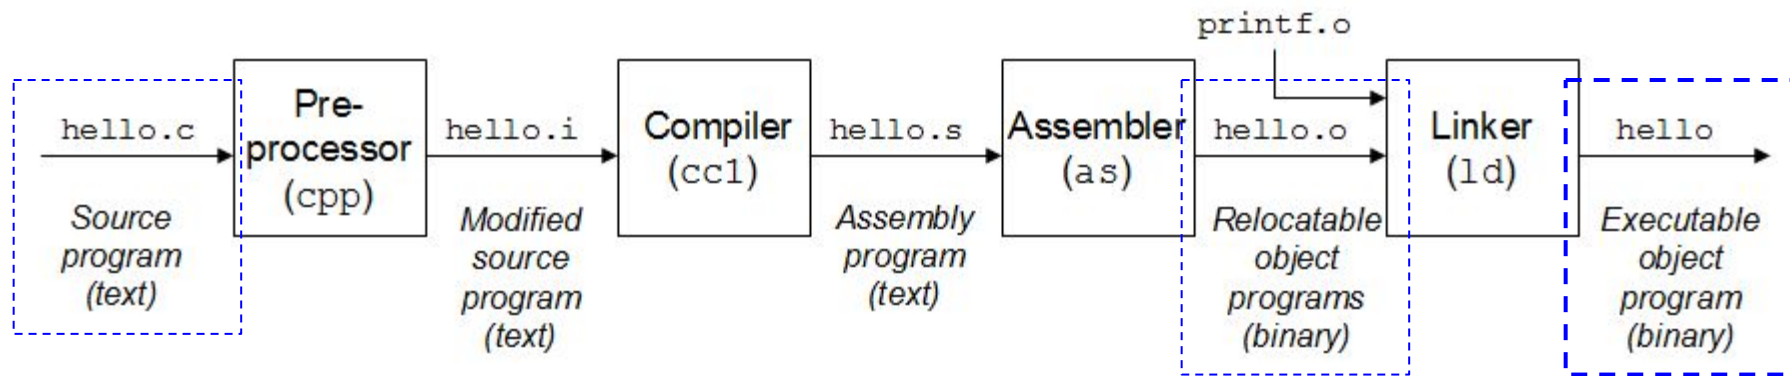 printf.o
hello.c
Pre-
processor
(cpp)
hello.i
Compiler
(cc1)
hello.s
Assembler
(as)
hello.o
Linker
(ld)
hello
Source
program
(text)
Modified
source
program
(text)
Assembly
program
(text)
Relocatable
object
programs
(binary)
Executable
object
program
(binary)